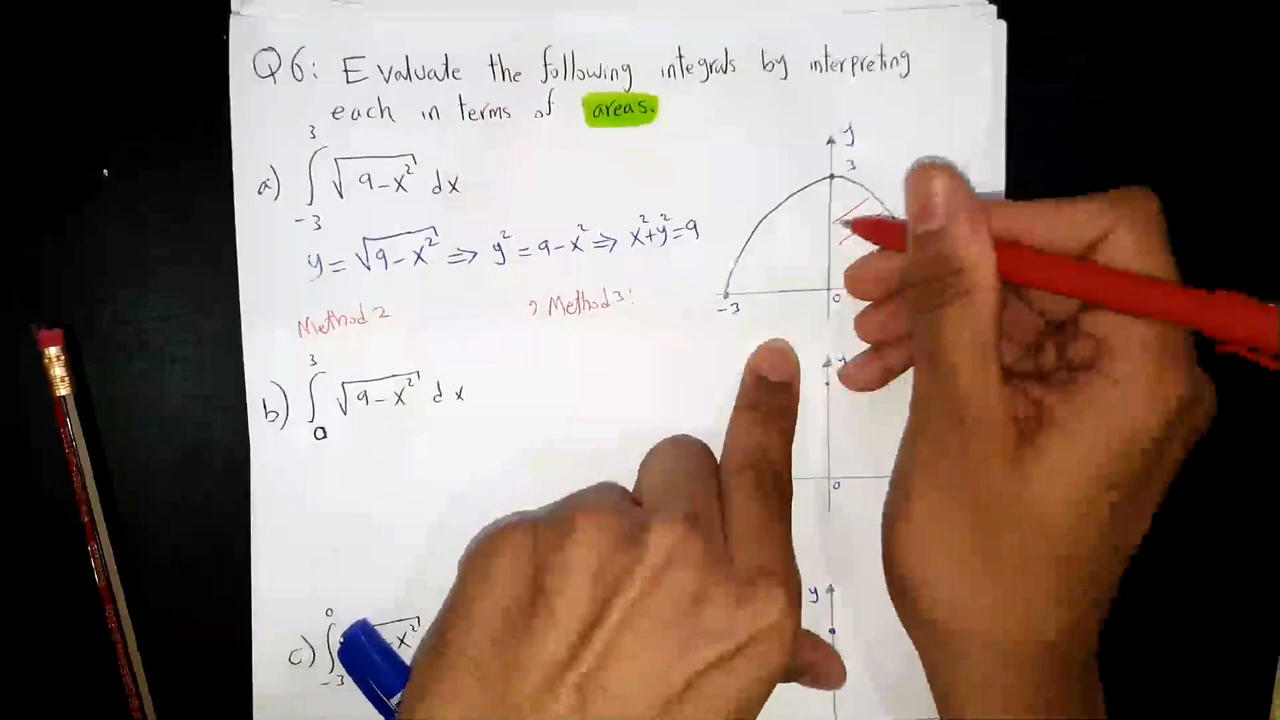 Q6: Evaluate the following integrals by interpreting
each in terms of areas.
a) ∫_{-3}^{3} √(9-x²) dx
y = √(9-x²) ⇒ y² = 9-x² ⇒ x²+y²=9
Method 2
, Method 3:
b) ∫_{0}^{3} √(9-x²) dx
c) ∫_{-3}^{0} x²
y
3
-3
0
y
0
y